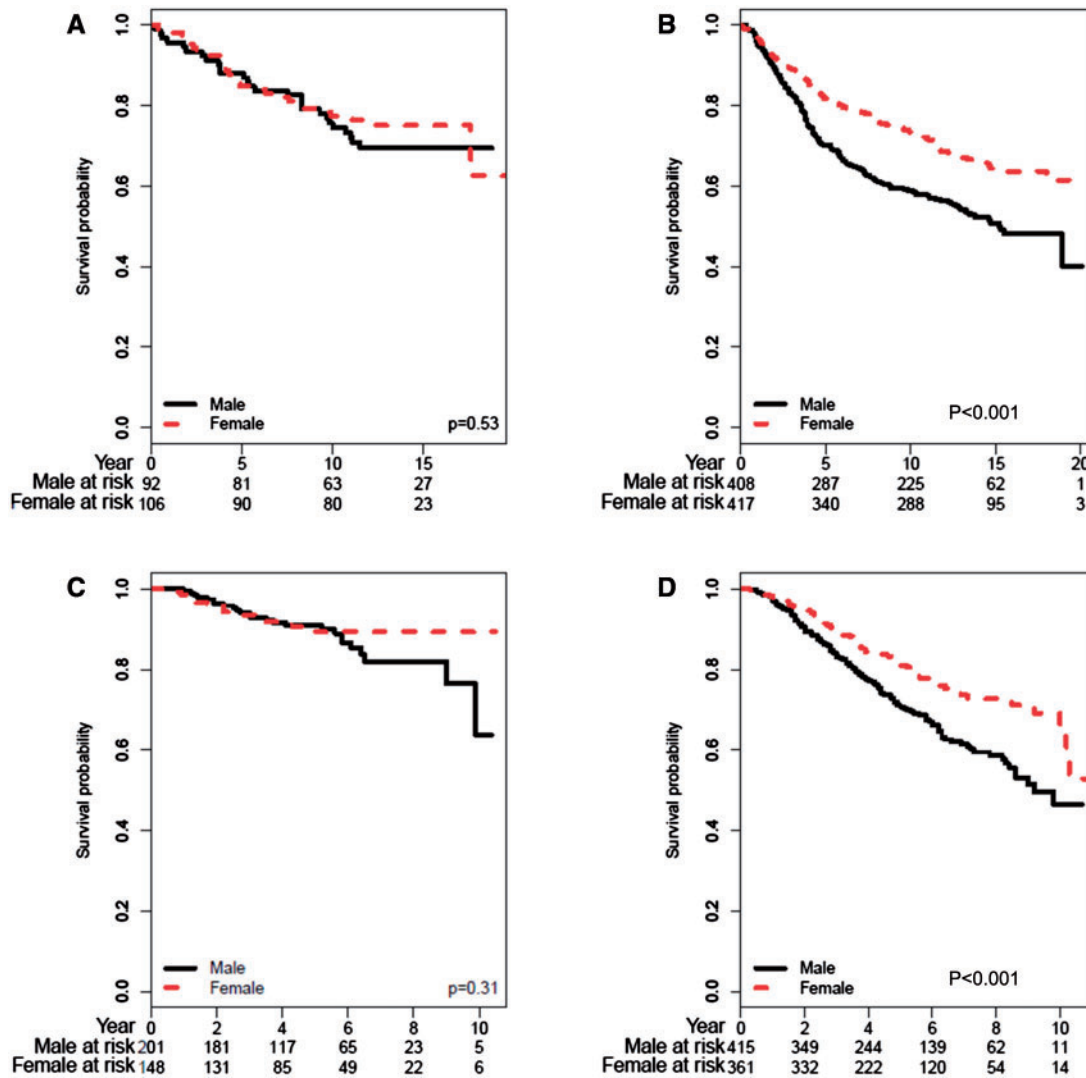 A
Survival probability
1.0
0.8
0.6
0.4
0.2
0.0
Male
Female
p=0.53
Year 0 5 10 15
Male at risk 92 81 63 27
Female at risk 106 90 80 23
B
Survival probability
1.0
0.8
0.6
0.4
0.2
0.0
Male
Female
P<0.001
Year 0 5 10 15 20
Male at risk 408 287 225 62 1
Female at risk 417 340 288 95 3
C
Survival probability
1.0
0.8
0.6
0.4
0.2
0.0
Male
Female
p=0.31
Year 0 2 4 6 8 10
Male at risk 201 181 117 65 23 5
Female at risk 148 131 85 49 22 6
D
Survival probability
1.0
0.8
0.6
0.4
0.2
0.0
Male
Female
P<0.001
Year 0 2 4 6 8 10
Male at risk 415 349 244 139 62 11
Female at risk 361 332 222 120 54 14